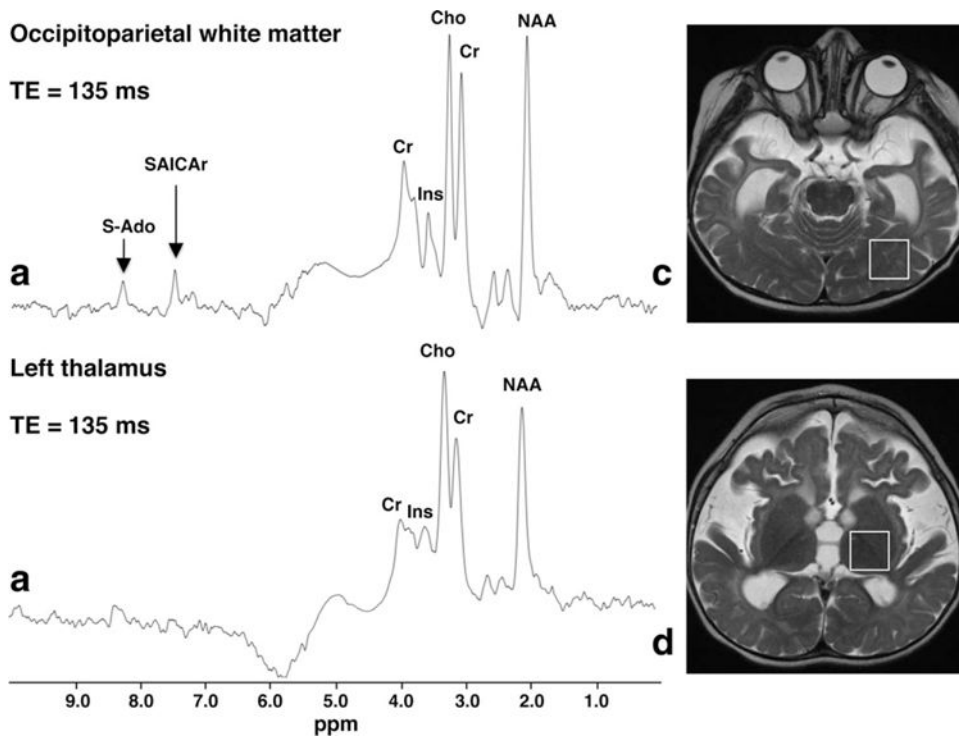 Occipitoparietal white matter
TE = 135 ms
Cho
NAA
Cr
Cr
Ins
SAICAr
S-Ado
a
c
Left thalamus
TE = 135 ms
Cho
NAA
Cr
Cr
Ins
a
d
9.0 8.0 7.0 6.0 5.0 4.0 3.0 2.0 1.0
ppm